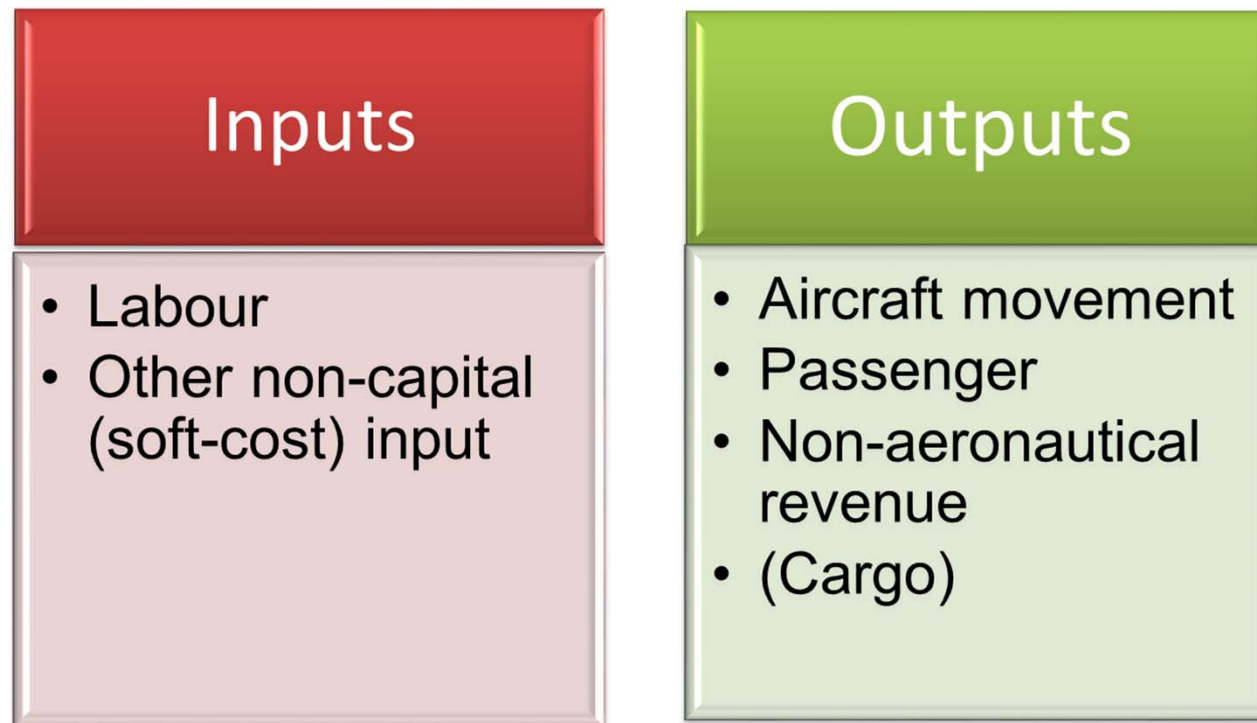 Inputs
• Labour
• Other non-capital
(soft-cost) input
Outputs
• Aircraft movement
• Passenger
• Non-aeronautical
revenue
• (Cargo)